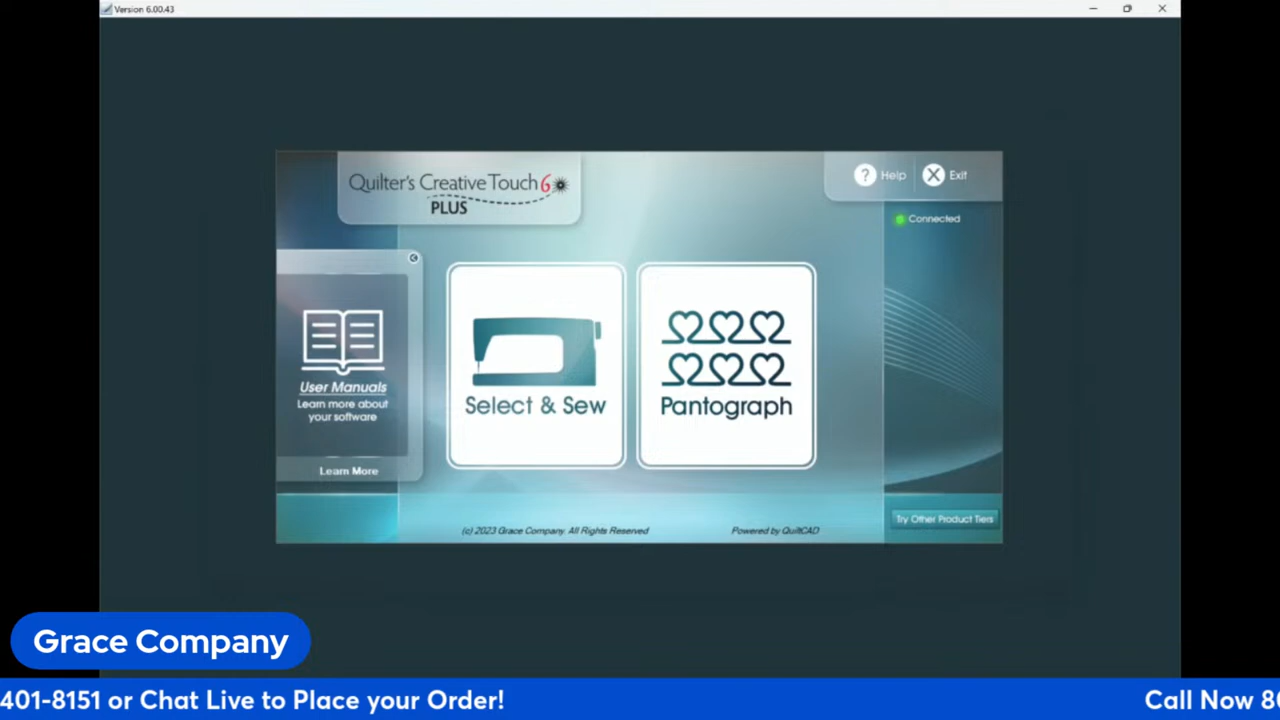 Version 6.00.43
Quilter's Creative Touch 6
PLUS
? Help
X Exit
Connected
User Manuals
Learn more about
your software
Learn More
Select & Sew
Pantograph
(c) 2023 Grace Company. All Rights Reserved
Powered by QuiltCAD
Try Other Product Tiers
Grace Company
401-8151 or Chat Live to Place your Order!
Call Now 80